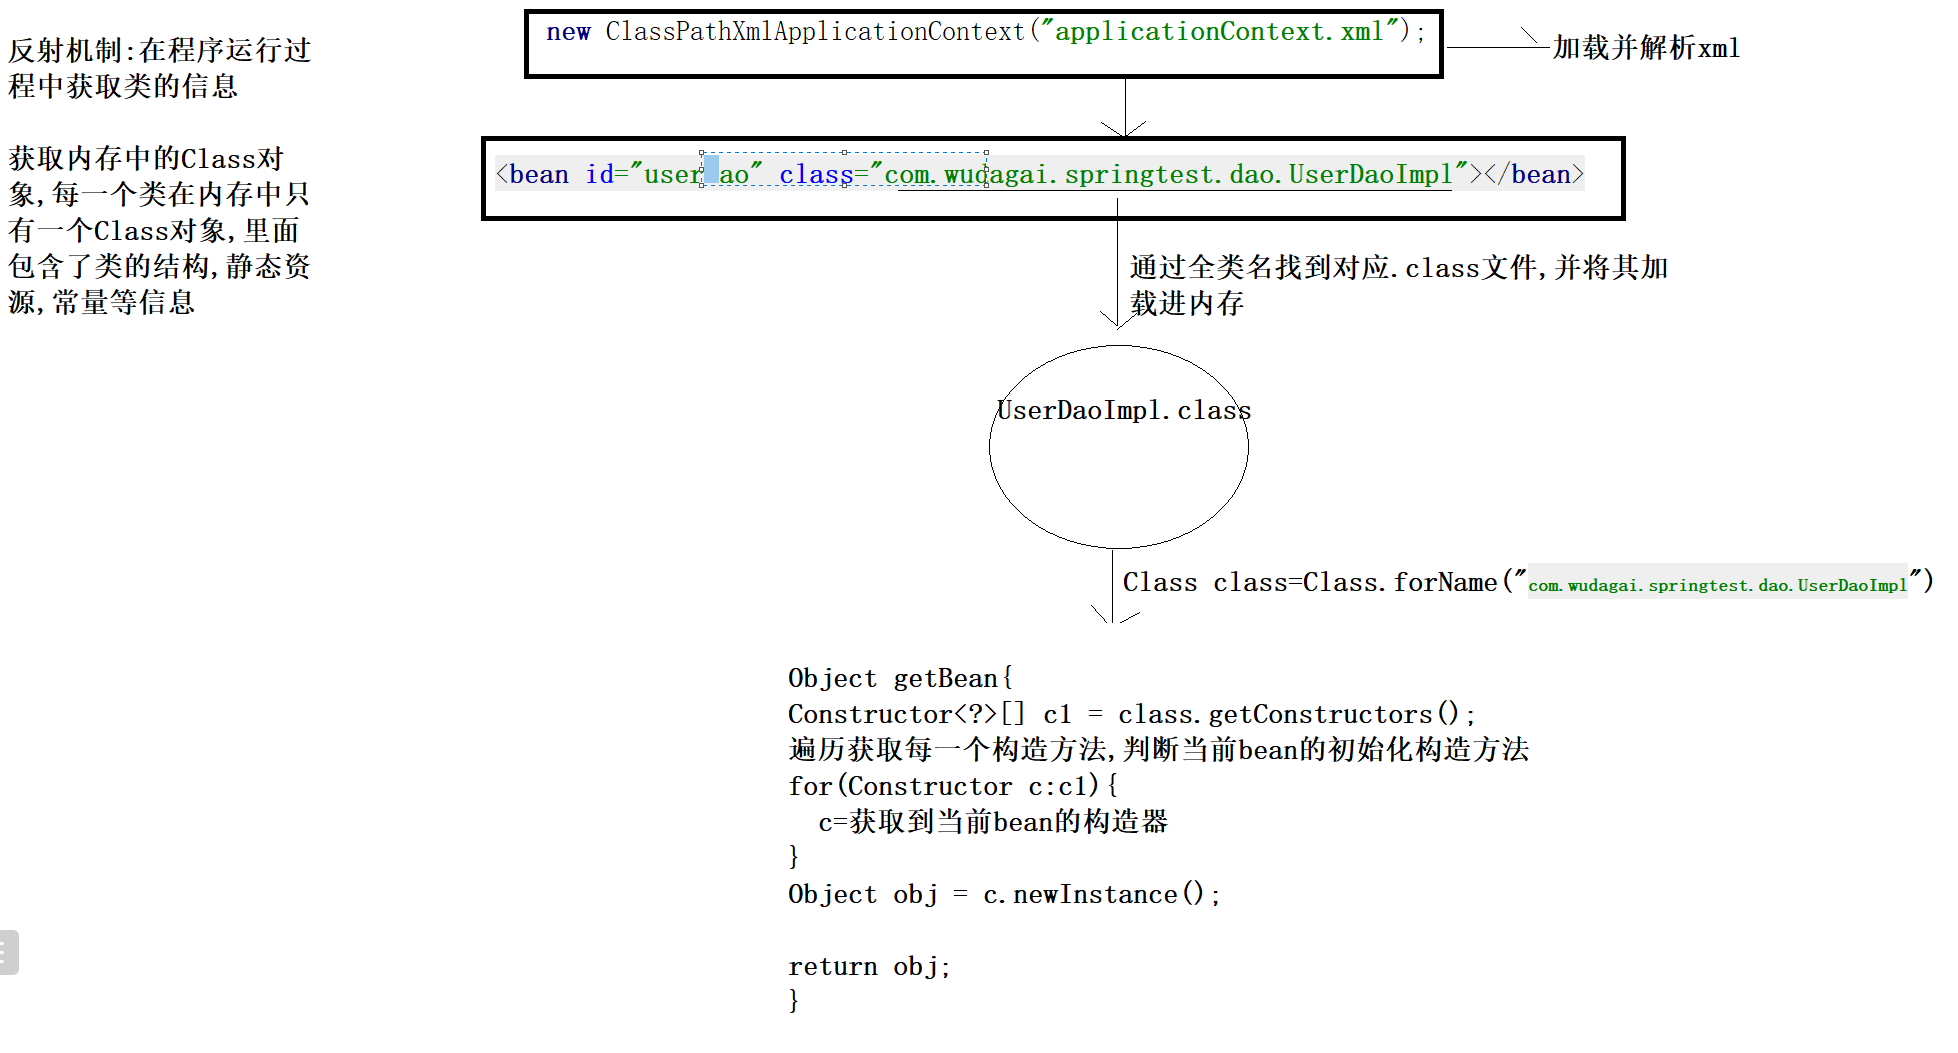 反射机制:在程序运行过
程中获取类的信息
获取内存中的Class对
象,每一个类在内存中只
有一个Class对象,里面
包含了类的结构,静态资
源,常量等信息
new ClassPathXmlApplicationContext("applicationContext.xml");
加载并解析xml
<bean id="user ao" class="com.wudagai.springtest.dao.UserDaoImpl"></bean>
通过全类名找到对应.class文件,并将其加
载进内存
UserDaoImpl.class
Class class=Class.forName("com.wudagai.springtest.dao.UserDaoImpl")
Object getBean{
Constructor<?>[] c1 = class.getConstructors();
遍历获取每一个构造方法,判断当前bean的初始化构造方法
for(Constructor c:c1){
c=获取到当前bean的构造器
}
Object obj = c.newInstance();
return obj;
}